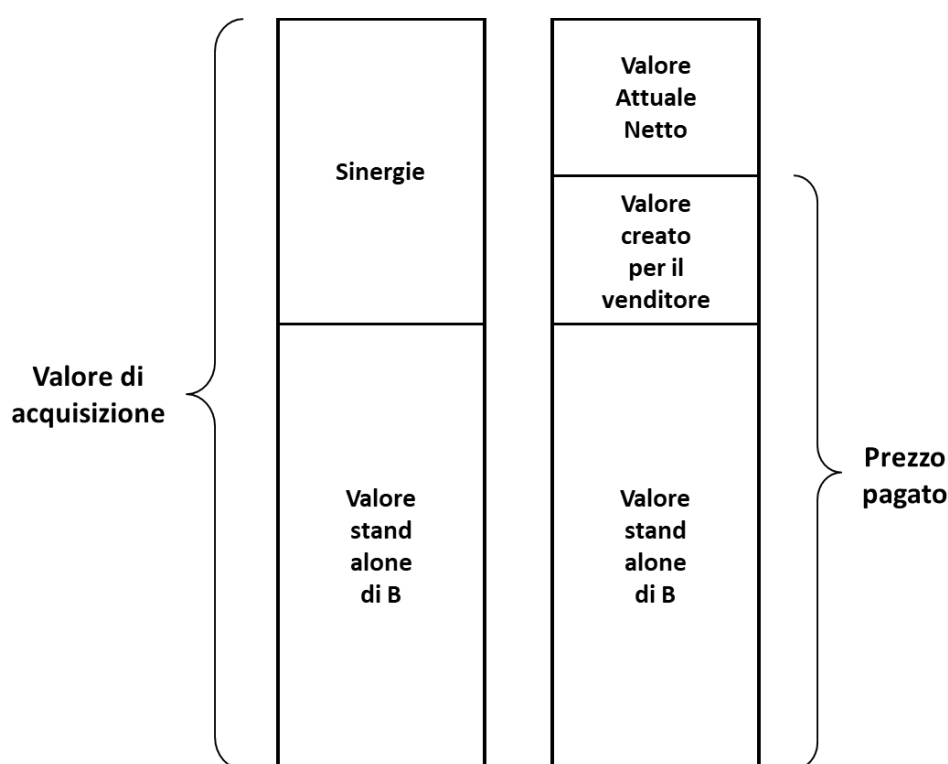 Valore di
acquisizione
Sinergie
Valore
stand
alone
di B
Valore
Attuale
Netto
Valore
creato
per il
venditore
Valore
stand
alone
di B
Prezzo
pagato